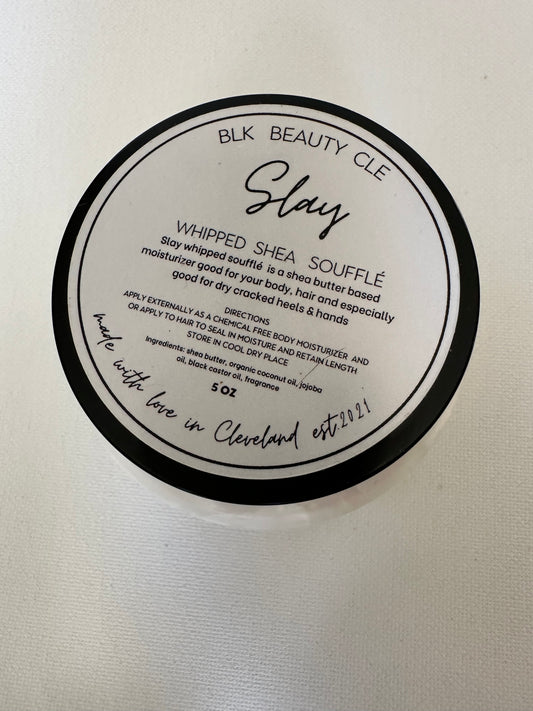 BLK BEAUTY CLE
Slay
WHIPPED SHEA SOUFFLÉ
Slay whipped soufflé is a shea butter based
moisturizer good for your body, hair and especially
good for dry cracked heels & hands
DIRECTIONS
APPLY EXTERNALLY AS A CHEMICAL FREE BODY MOISTURIZER AND
OR APPLY TO HAIR TO SEAL IN MOISTURE AND RETAIN LENGTH
STORE IN COOL DRY PLACE
Ingredients: shea butter, organic coconut oil, jojoba
oil, black castor oil, fragrance
5 OZ
made with love in Cleveland est.2021